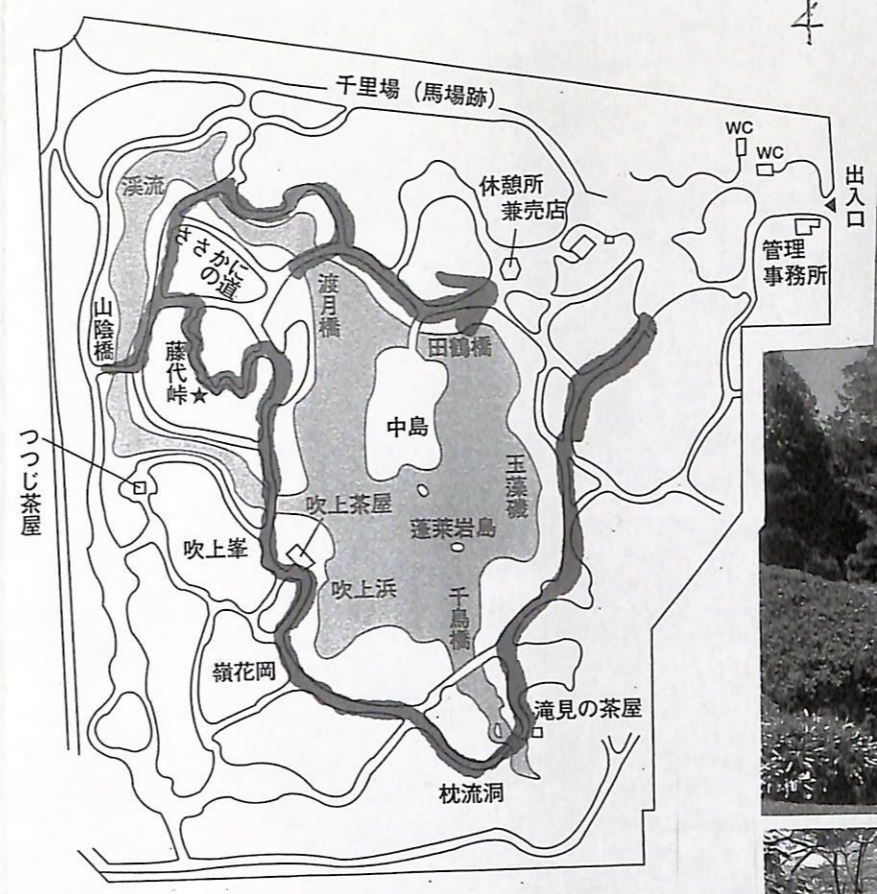 4
千里場（馬場跡）
WC
WC
出入口
管理
事務所
休憩所
兼売店
渓流
ささかに
の道
渡月橋
山陰橋
藤代峠
田鶴橋
中島
つつじ茶屋
玉藻磯
吹上茶屋
蓬莱岩島
吹上峯
吹上浜
千鳥橋
嶺花岡
滝見の茶屋
枕流洞